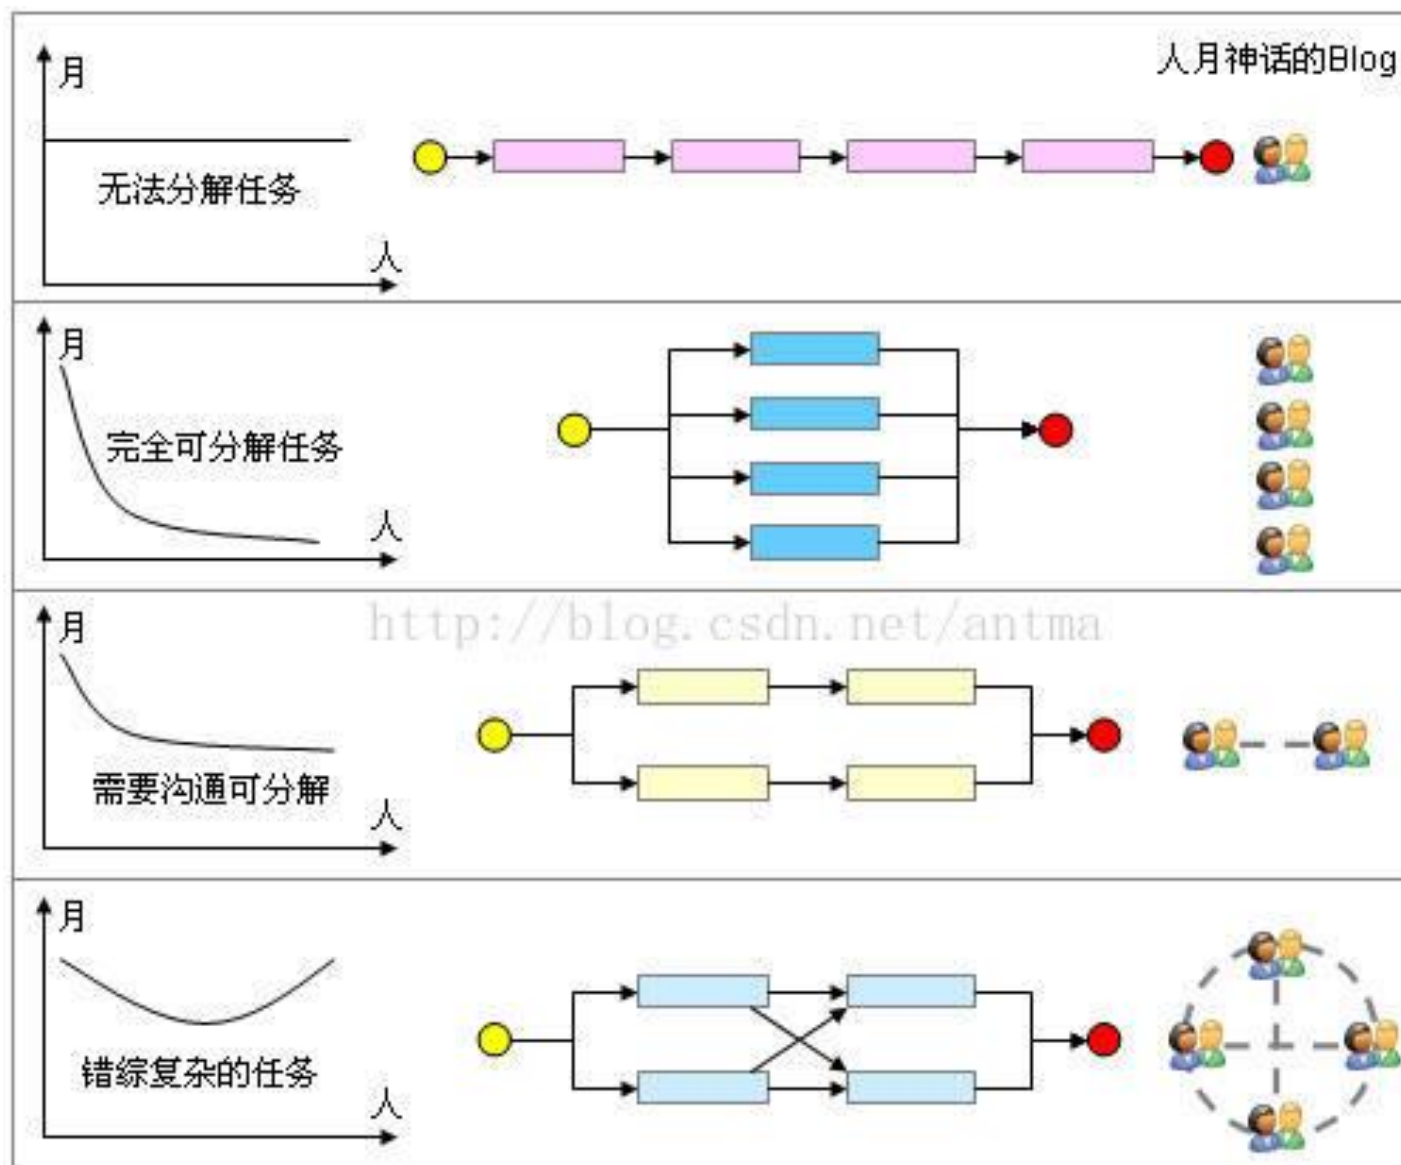 人月神话的Blog
月
无法分解任务
人
月
完全可分解任务
人
http://blog.csdn.net/antma
月
需要沟通可分解
人
月
错综复杂的任务
人